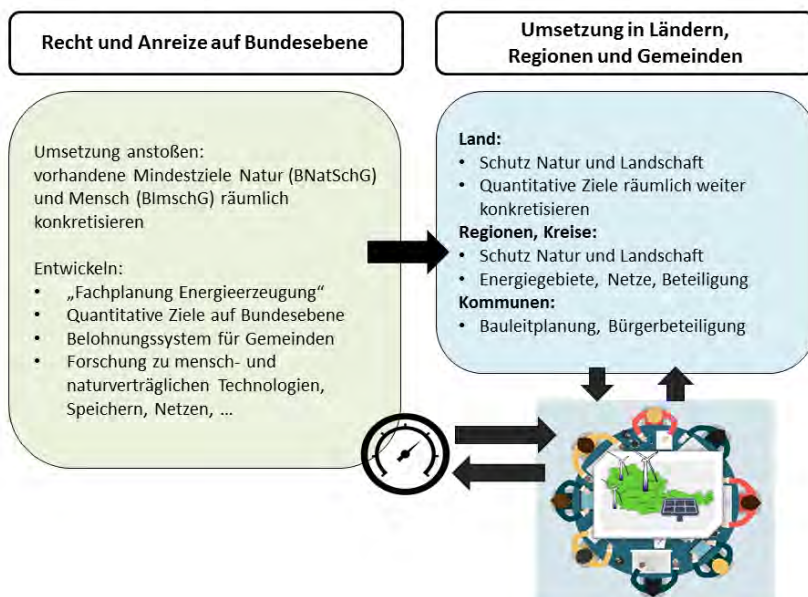 Recht und Anreize auf Bundesebene
Umsetzung anstoßen:
vorhandene Mindestziele Natur (BNatSchG)
und Mensch (BImschG) räumlich
konkretisieren
Entwickeln:
• „Fachplanung Energieerzeugung“
• Quantitative Ziele auf Bundesebene
• Belohnungssystem für Gemeinden
• Forschung zu mensch- und
naturverträglichen Technologien,
Speichern, Netzen, ...
Umsetzung in Ländern,
Regionen und Gemeinden
Land:
• Schutz Natur und Landschaft
• Quantitative Ziele räumlich weiter
konkretisieren
Regionen, Kreise:
• Schutz Natur und Landschaft
• Energiegebiete, Netze, Beteiligung
Kommunen:
• Bauleitplanung, Bürgerbeteiligung